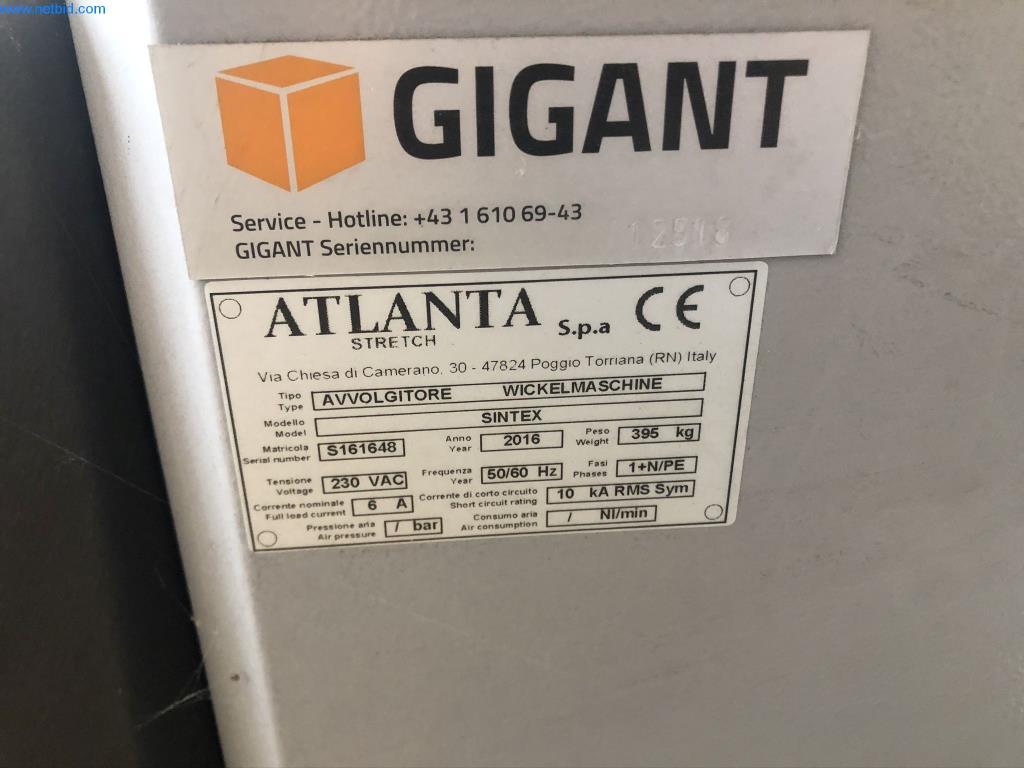 www.netbid.com
GIGANT
Service - Hotline: +43 1 610 69-43
GIGANT Seriennummer:
ATLANTA S.p.a CE
STRETCH
Via Chiesa di Camerano, 30 - 47824 Poggio Torriana (RN) Italy
Tipo Type AVVOLGITORE WICKELMASCHINE
Modello Model SINTEX
Matricola Serial number S161648 Anno Year 2016 Peso Weight 395 kg
Tensione Voltage 230 VAC Frequenza Year 50/60 Hz Fasi Phases 1+N/PE
Corrente nominale Full load current 6 A Corrente di corto circuito Short circuit rating 10 kA RMS Sym
Pressione aria Air pressure / bar Consumo aria Air consumption / Nl/min